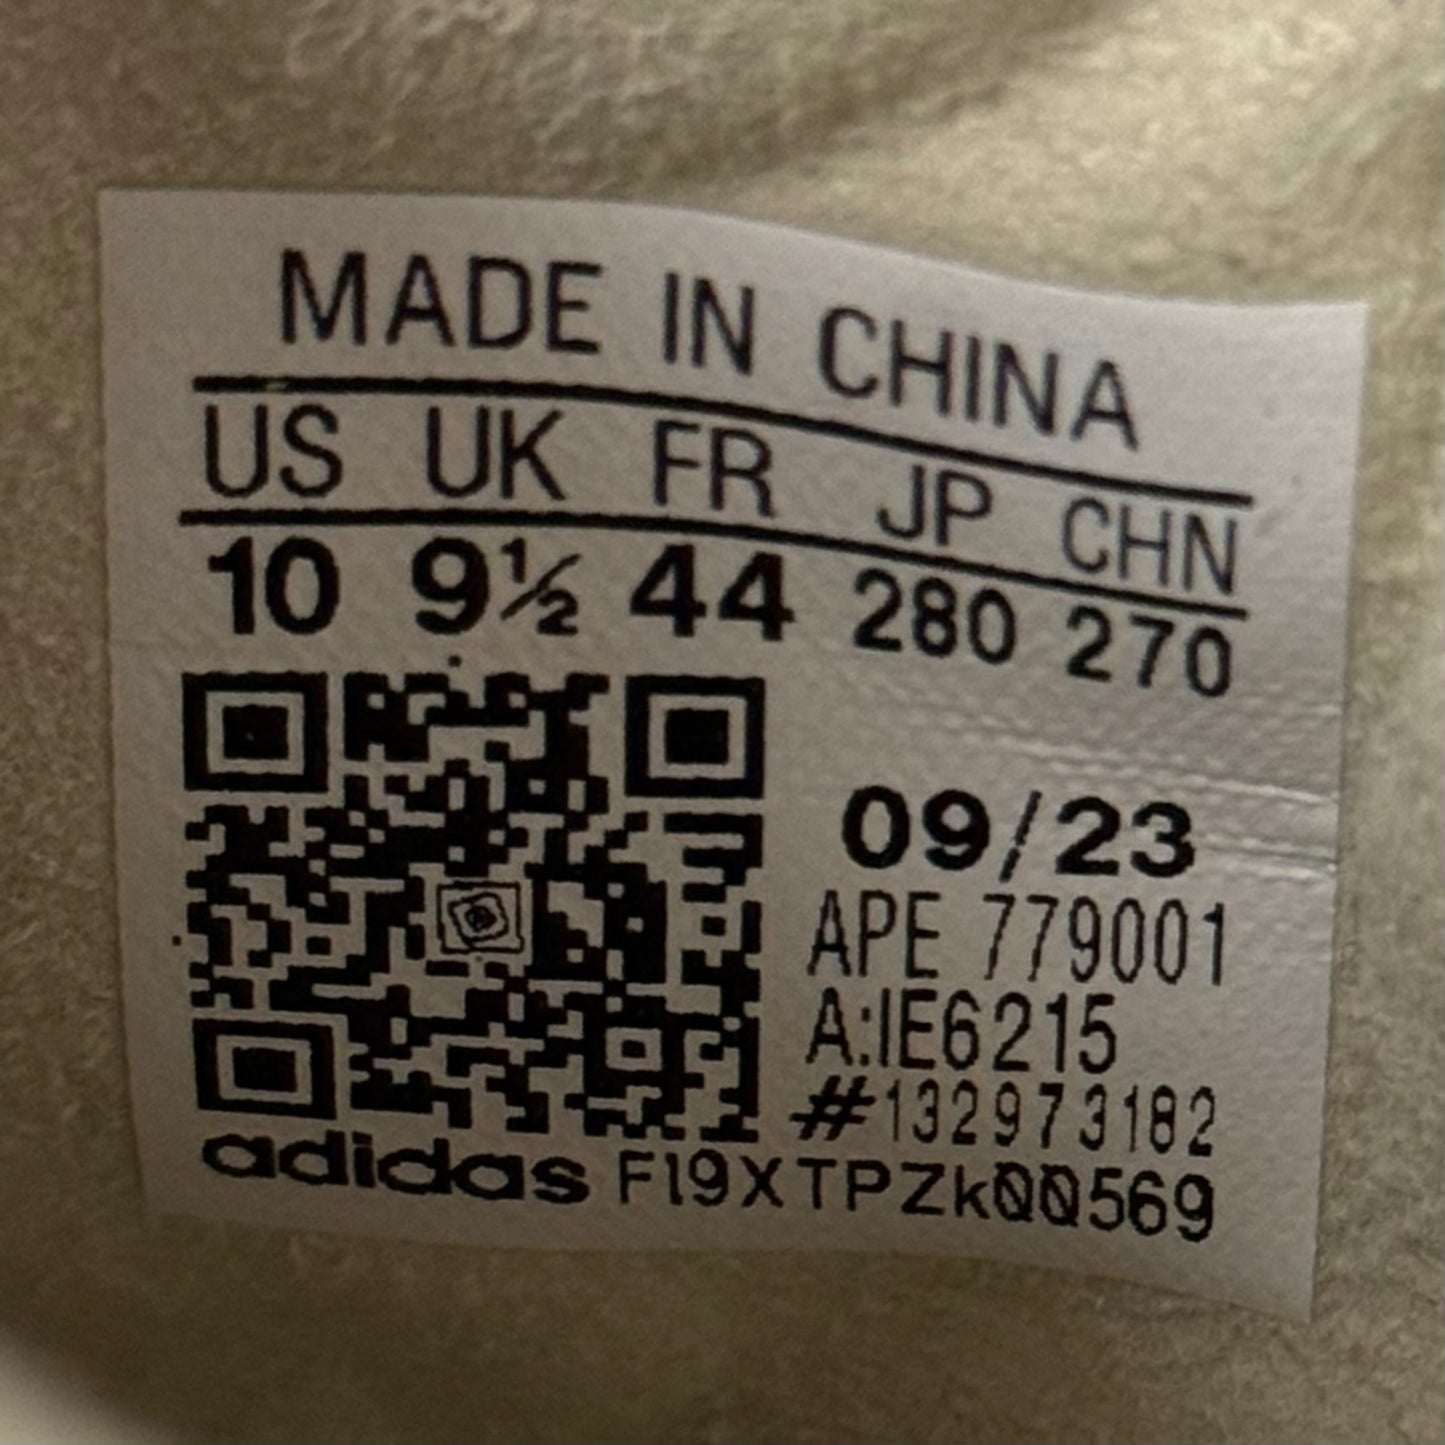 MADE IN CHINA
US UK FR JP CHN
10 9½ 44 280 270
09/23
APE 779001
A:IE6215
#132973182
adidas F19XTPZk00569